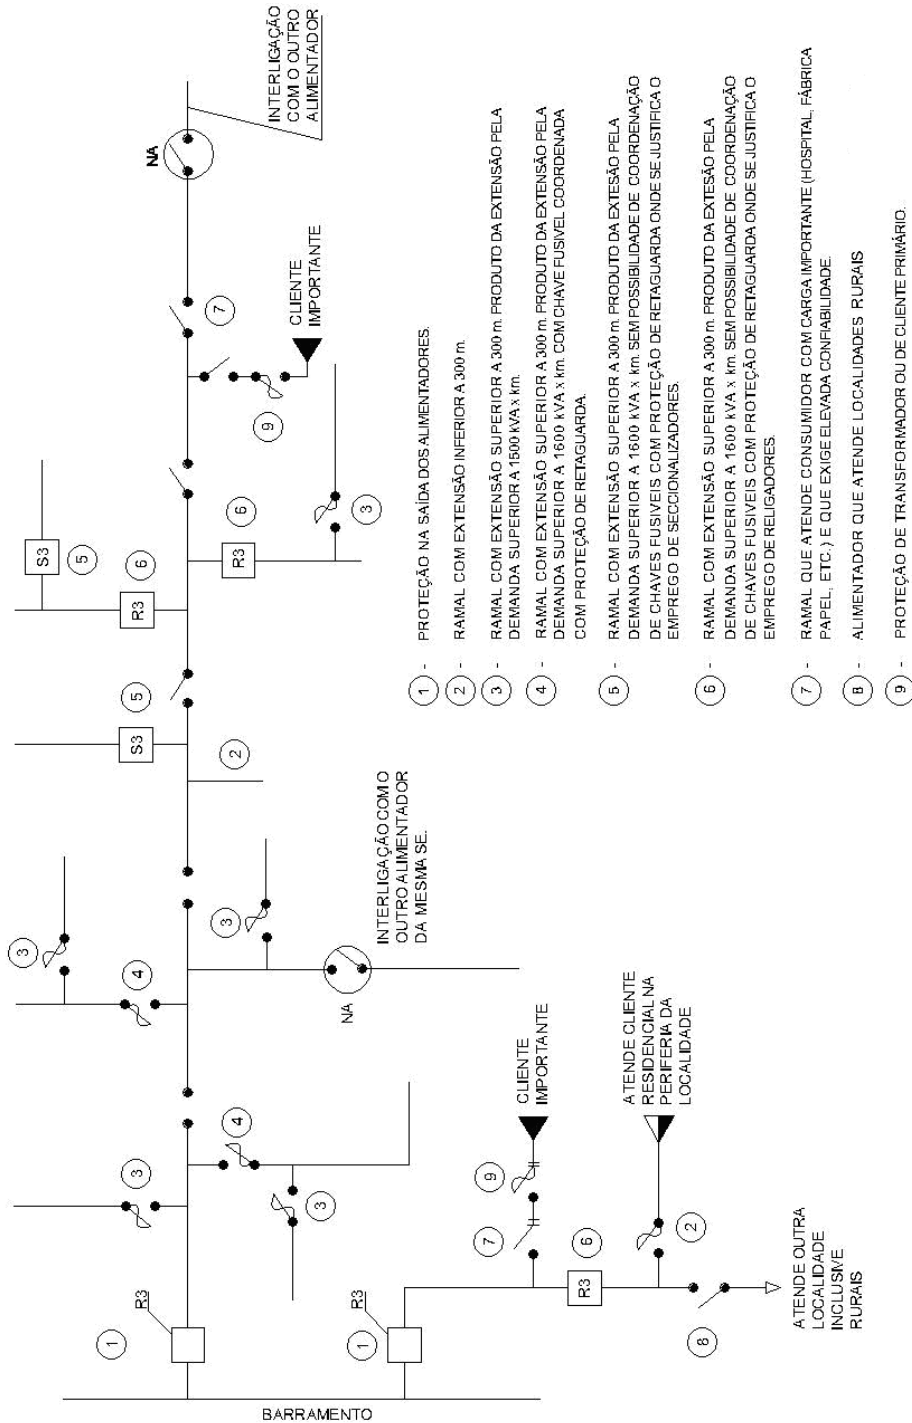 BARRAMENTO
1
R3
1
R3
3
4
3
3
4
3
NA
INTERLIGAÇÃO COM O
OUTRO ALIMENTADOR
DA MESMA SE.
2
S3
5
R3
6
S3
5
R3
6
3
9
CLIENTE
IMPORTANTE
7
NA
INTERLIGAÇÃO
COM O OUTRO
ALIMENTADOR
7
9
CLIENTE
IMPORTANTE
R3
6
2
ATENDE CLIENTE
RESIDENCIAL NA
PERIFERIA DA
LOCALIDADE
8
ATENDE OUTRA
LOCALIDADE
INCLUSIVE
RURAIS
1 - PROTEÇÃO NA SAÍDA DOS ALIMENTADORES.
2 - RAMAL COM EXTENSÃO INFERIOR A 300 m.
3 - RAMAL COM EXTENSÃO SUPERIOR A 300 m. PRODUTO DA EXTENSÃO PELA
DEMANDA SUPERIOR A 1500 kVA x km.
4 - RAMAL COM EXTENSÃO SUPERIOR A 300 m. PRODUTO DA EXTENSÃO PELA
DEMANDA SUPERIOR A 1600 kVA x km. COM CHAVE FUSIVEL COORDENADA
COM PROTEÇÃO DE RETAGUARDA.
5 - RAMAL COM EXTENSÃO SUPERIOR A 300 m. PRODUTO DA EXTESÃO PELA
DEMANDA SUPERIOR A 1600 kVA x km. SEM POSSIBILIDADE DE COORDENAÇÃO
DE CHAVES FUSIVEIS COM PROTEÇÃO DE RETAGUARDA ONDE SE JUSTIFICA O
EMPREGO DE SECCIONALIZADORES.
6 - RAMAL COM EXTENSÃO SUPERIOR A 300 m. PRODUTO DA EXTESÃO PELA
DEMANDA SUPERIOR A 1600 kVA x km. SEM POSSIBILIDADE DE COORDENAÇÃO
DE CHAVES FUSÍVEIS COM PROTEÇÃO DE RETAGUARDA ONDE SE JUSTIFICA O
EMPREGO DE RELIGADORES.
7 - RAMAL QUE ATENDE CONSUMIDOR COM CARGA IMPORTANTE (HOSPITAL, FÁBRICA
PAPEL, ETC.) E QUE EXIGE ELEVADA CONFIABILIDADE.
8 - ALIMENTADOR QUE ATENDE LOCALIDADES RURAIS
9 - PROTEÇÃO DE TRANSFORMADOR OU DE CLIENTE PRIMÁRIO.